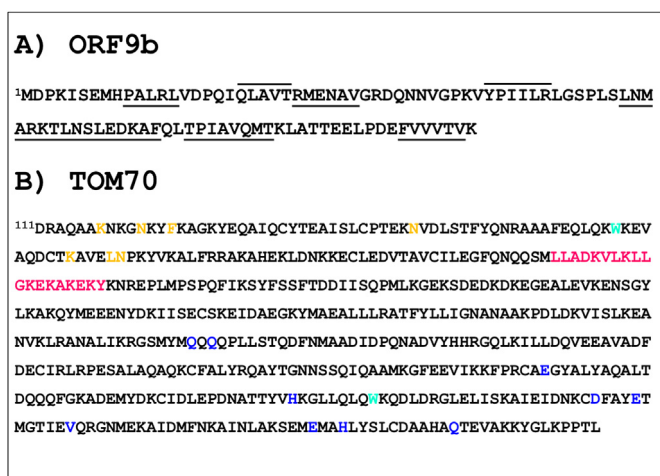 A) ORF9b
1MDPKISEMHPALRLVDPQIQLAVTRMENAVGRDQNNVGPKVYPIILRLGSPLSLNM
ARKTLNSLEDKAFQLTPIAVQMTKLATTEELPDEFVVVTVK
B) TOM70
111DRAQAAKNKGNKYFKAGKYEQAIQCYTEAISLCPTEKNVDLSTFYQNRAAAFEQLQKWKEV
AQDCTKAVELNPKYVKALFRRAKAHEKLDNKKECLEDVTAVCILEGFQNQQSMLLADKVLKLL
GKEKAKEKYKNREPLMPSPQFIKSYFSSFTDDIISQPMLKGEKSDEDKDKEGEALEVKENSGY
LKAKQYMEEENYDKIISECSKEIDAEGKYMAEALLLRATFYLLIGNANAAKPDLDKVISLKEA
NVKLRANALIKRGSMYMQQQQPLLSTQDFNMAADIDPQNADVYHHRGQLKILLDQVEEAVADF
DECIRLRPESALAQAQKCFALYRQAYTGNNSSQIQAAMKGFEEVIKKFPRCAEGYALYAQALT
DQQQFGKADEMYDKCIDLEPDNATTYVHKGLLQLQWKQDLDRGLELISKAIEIDNKCDFAYET
MGTIEVQRGNMEKAIDMFNKAINLAKSEMEMAHLYSLCDAAHAQTEVAKKYGLKPPTL